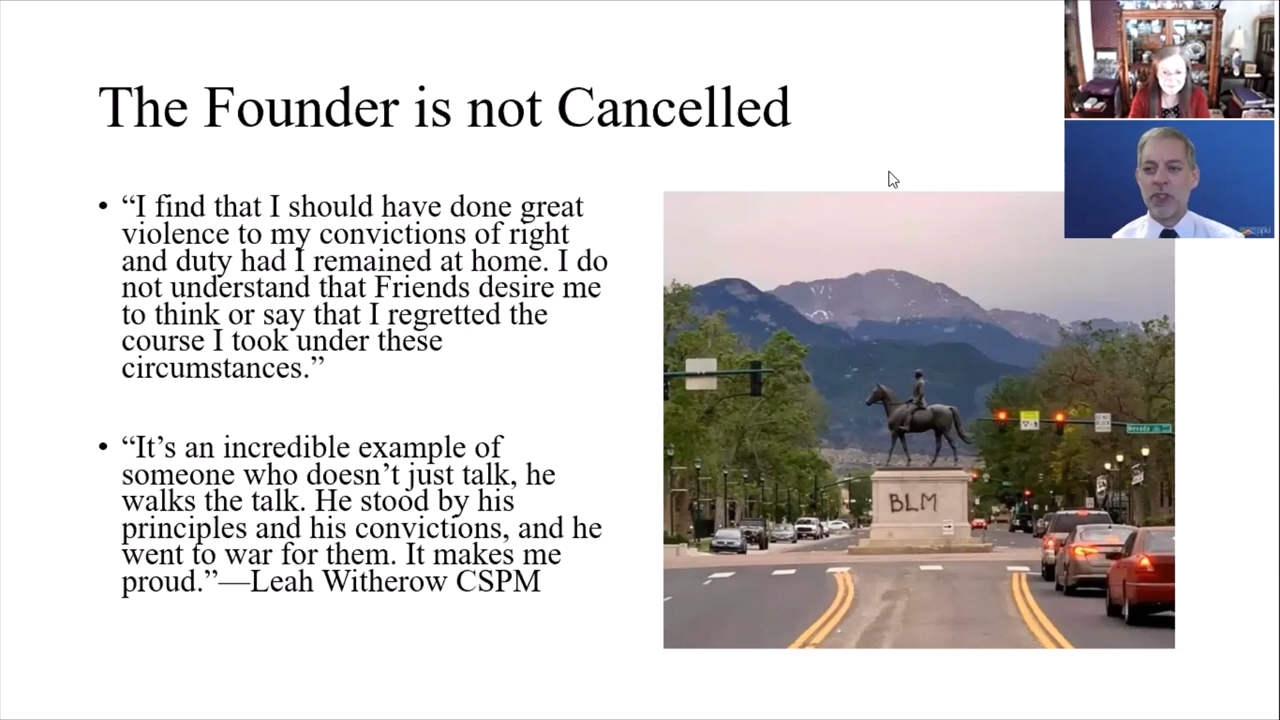 The Founder is not Cancelled
• “I find that I should have done great
violence to my convictions of right
and duty had I remained at home. I do
not understand that Friends desire me
to think or say that I regretted the
course I took under these
circumstances.”
• “It’s an incredible example of
someone who doesn’t just talk, he
walks the talk. He stood by his
principles and his convictions, and he
went to war for them. It makes me
proud.”—Leah Witherow CSPM
BLM
Nevada